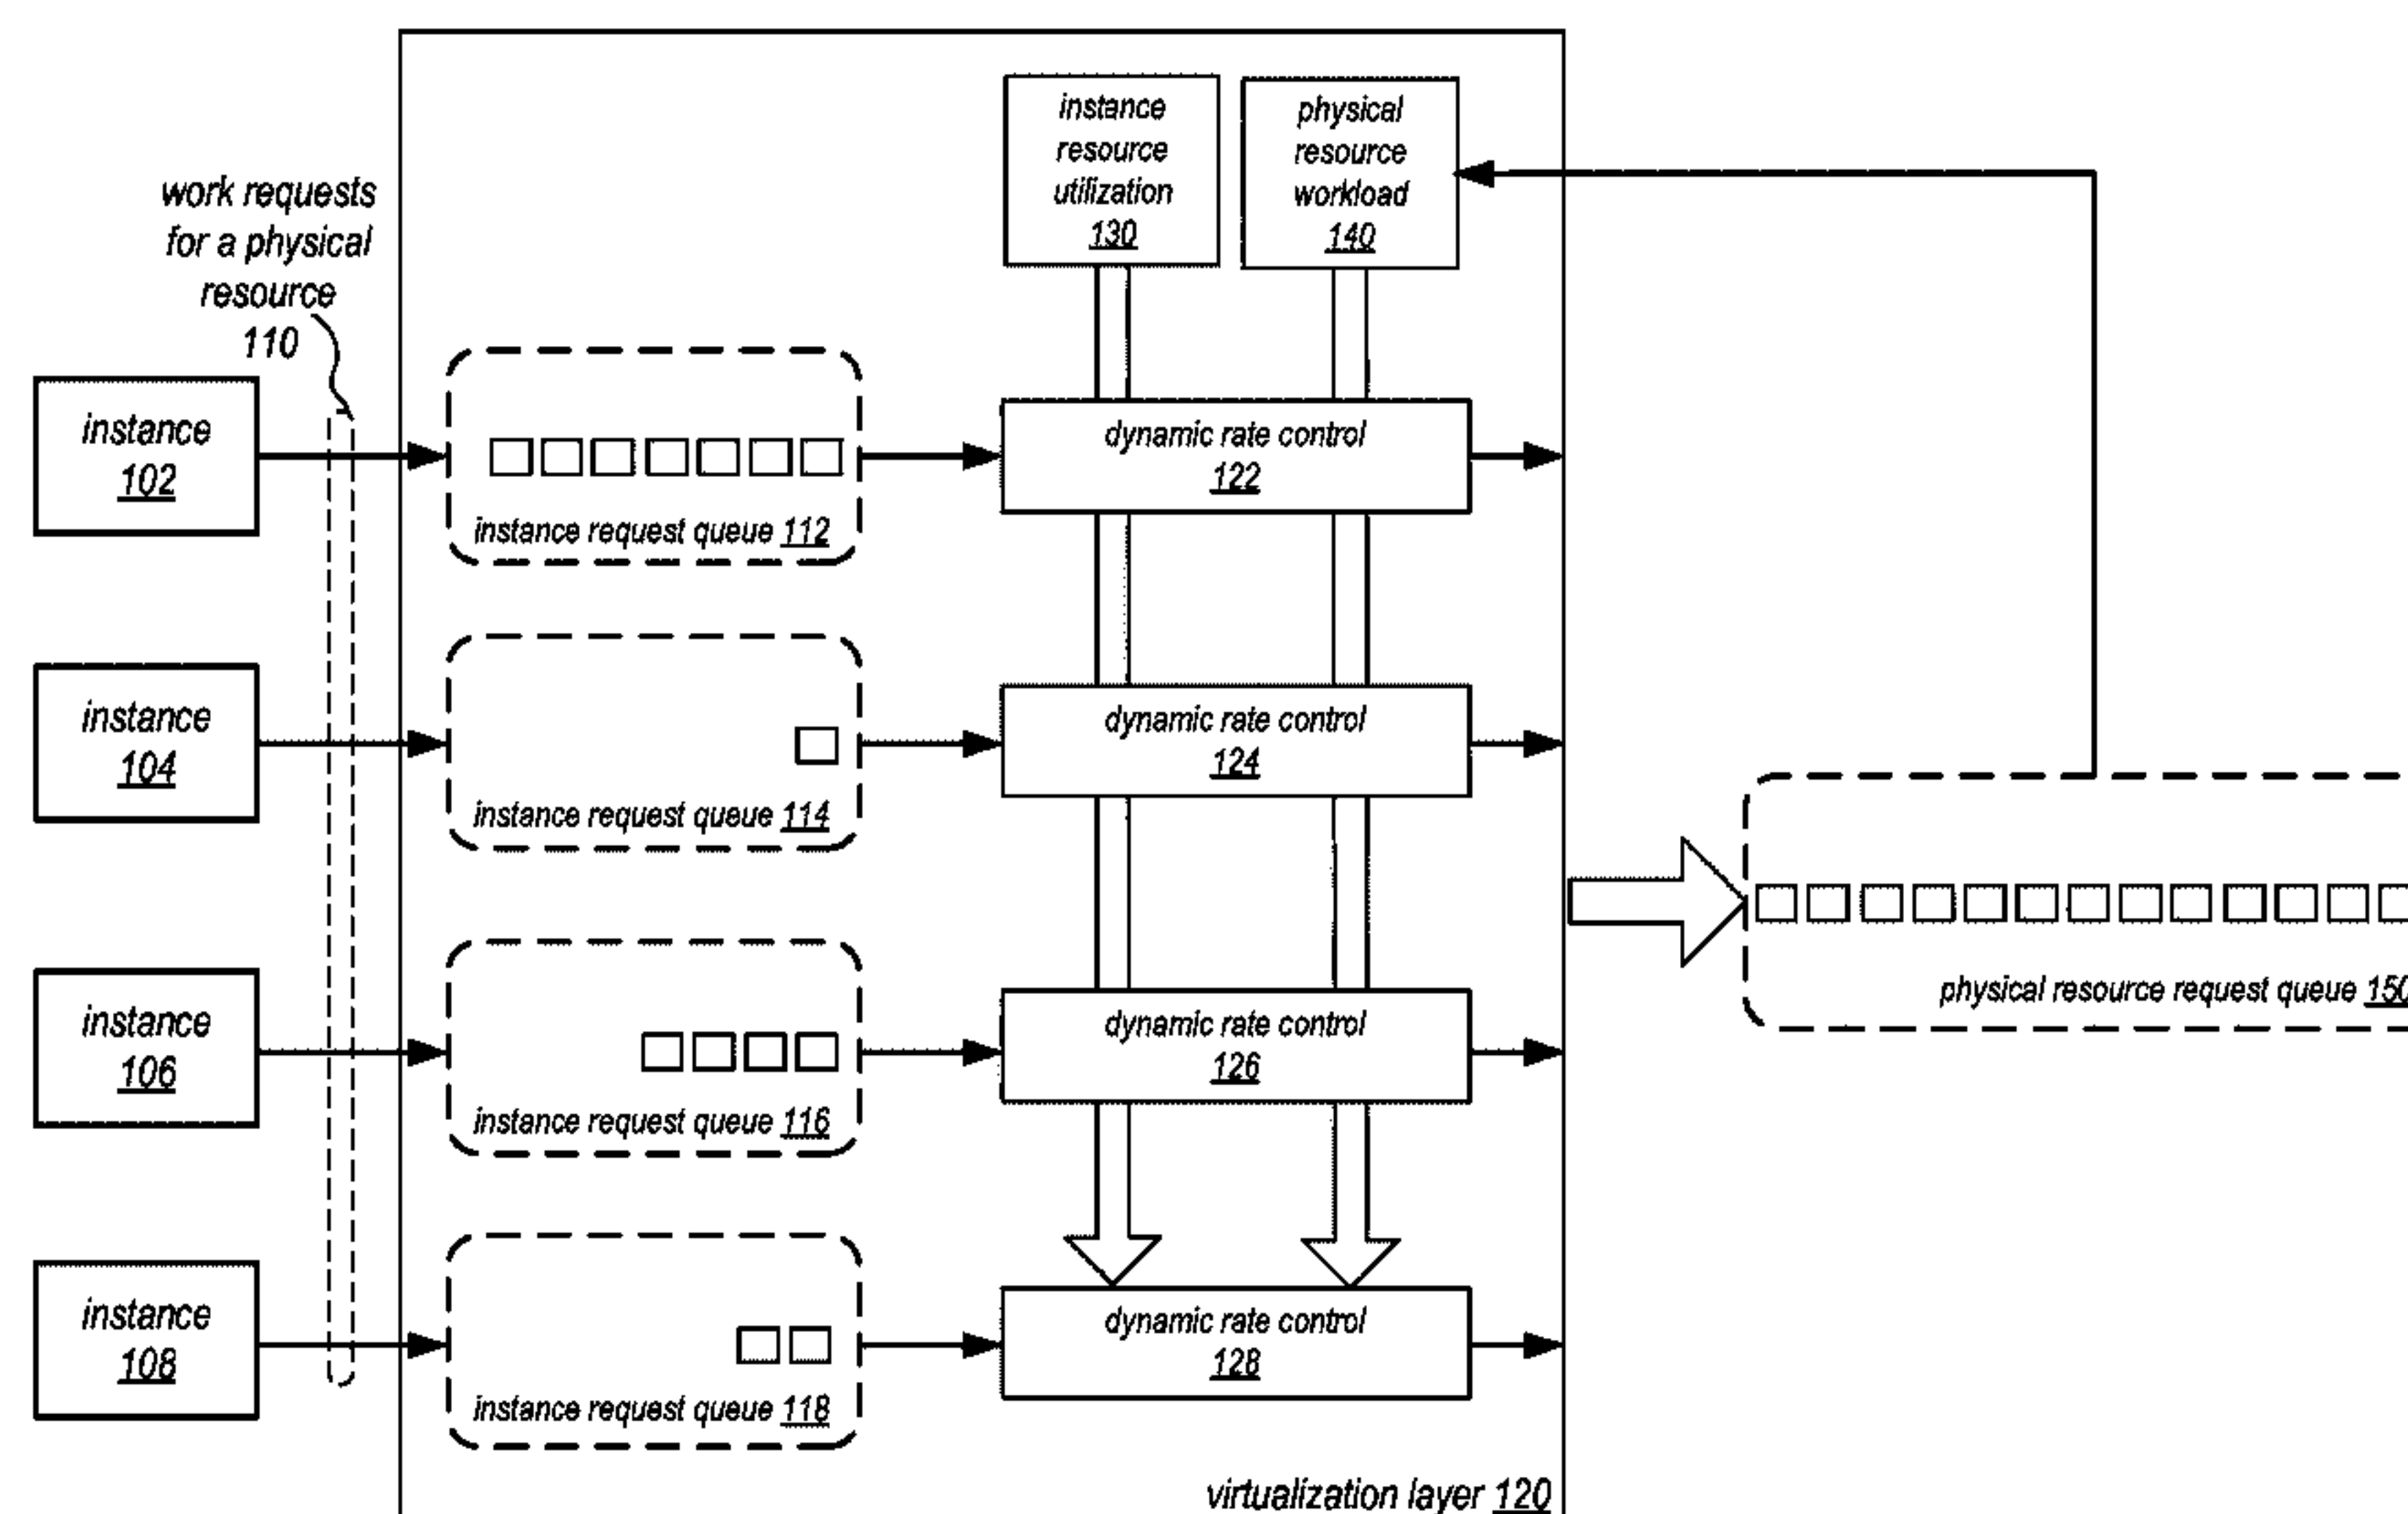 instance
resource
utilization
130
physical
resource
workload
140
work requests
for a physical
resource
110
instance
102
instance request queue 112
dynamic rate control
122
instance
104
instance request queue 114
dynamic rate control
124
physical resource request queue 150
instance
106
instance request queue 116
dynamic rate control
126
instance
108
instance request queue 118
dynamic rate control
128
virtualization layer 120